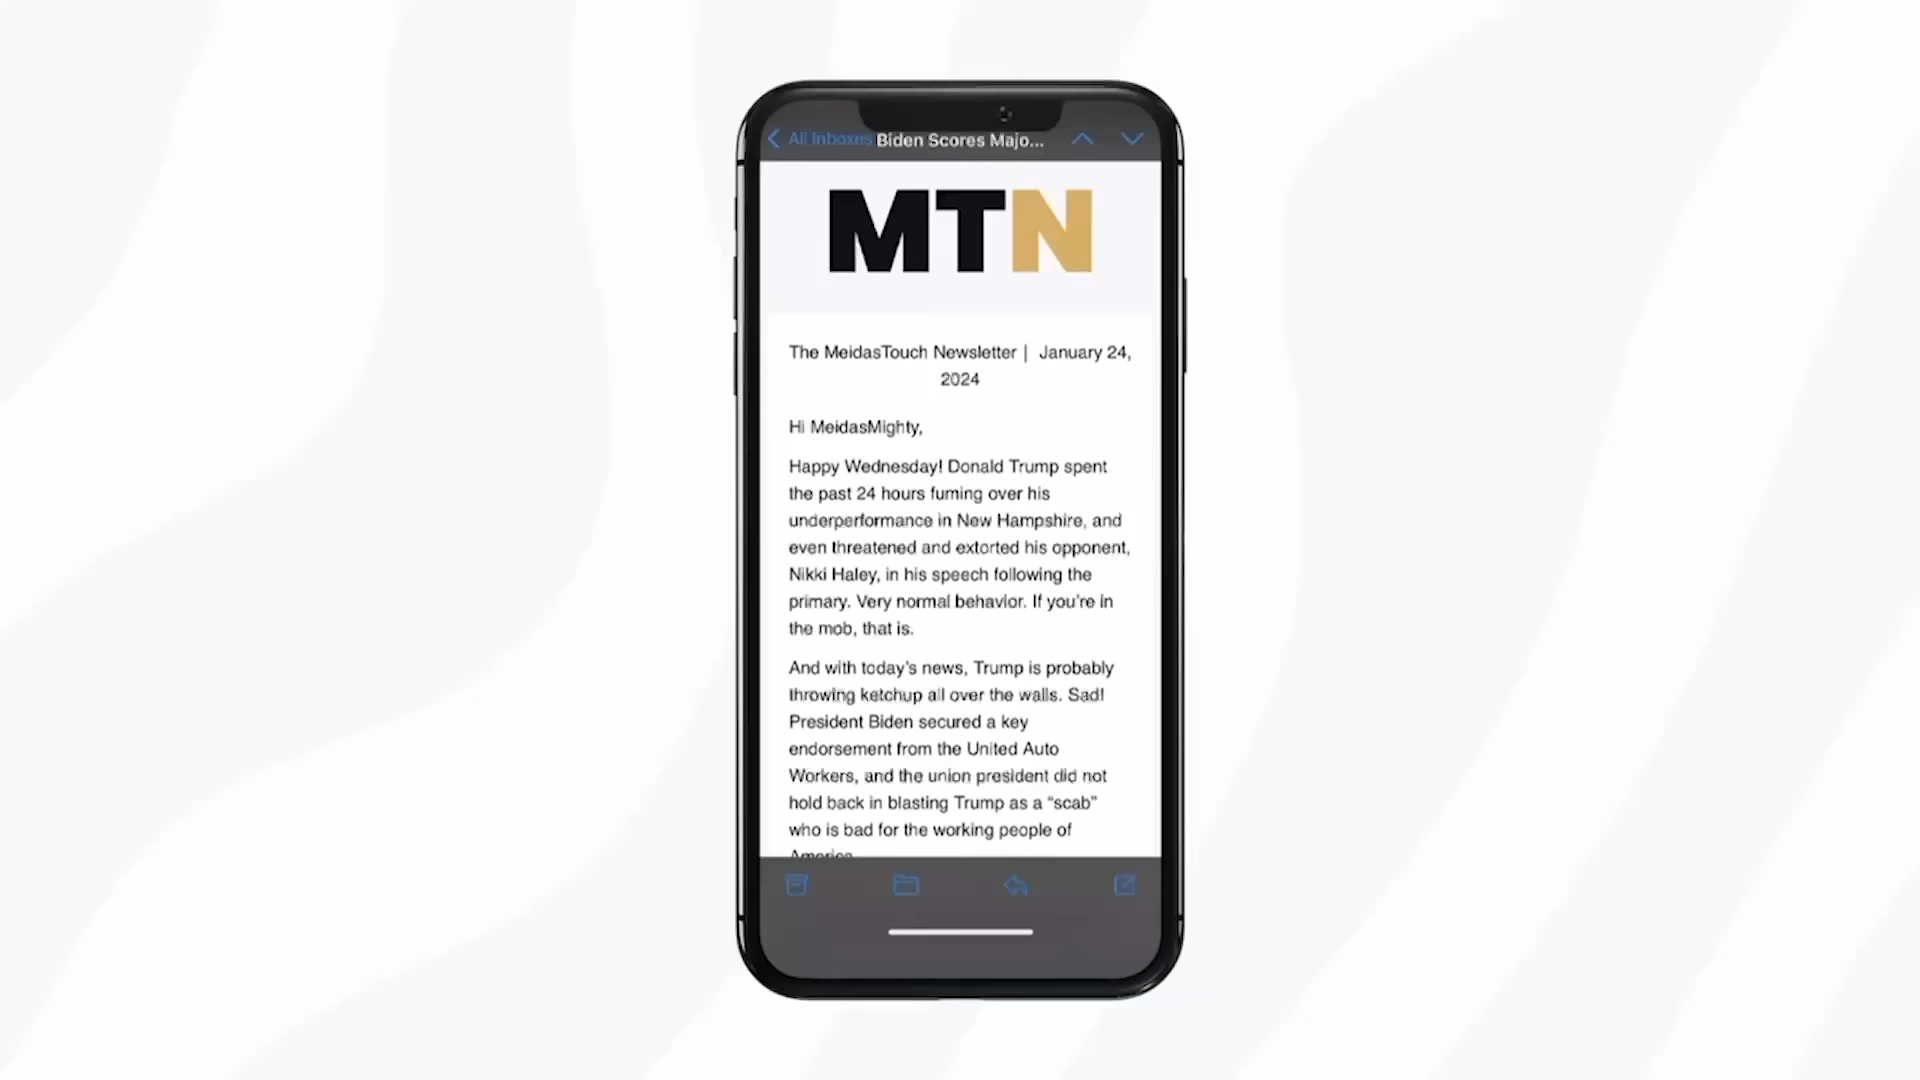 All Inboxes Biden Scores Majo...
MTN
The MeidasTouch Newsletter | January 24,
2024
Hi MeidasMighty,
Happy Wednesday! Donald Trump spent
the past 24 hours fuming over his
underperformance in New Hampshire, and
even threatened and extorted his opponent,
Nikki Haley, in his speech following the
primary. Very normal behavior. If you're in
the mob, that is.
And with today's news, Trump is probably
throwing ketchup all over the walls. Sad!
President Biden secured a key
endorsement from the United Auto
Workers, and the union president did not
hold back in blasting Trump as a “scab”
who is bad for the working people of
America